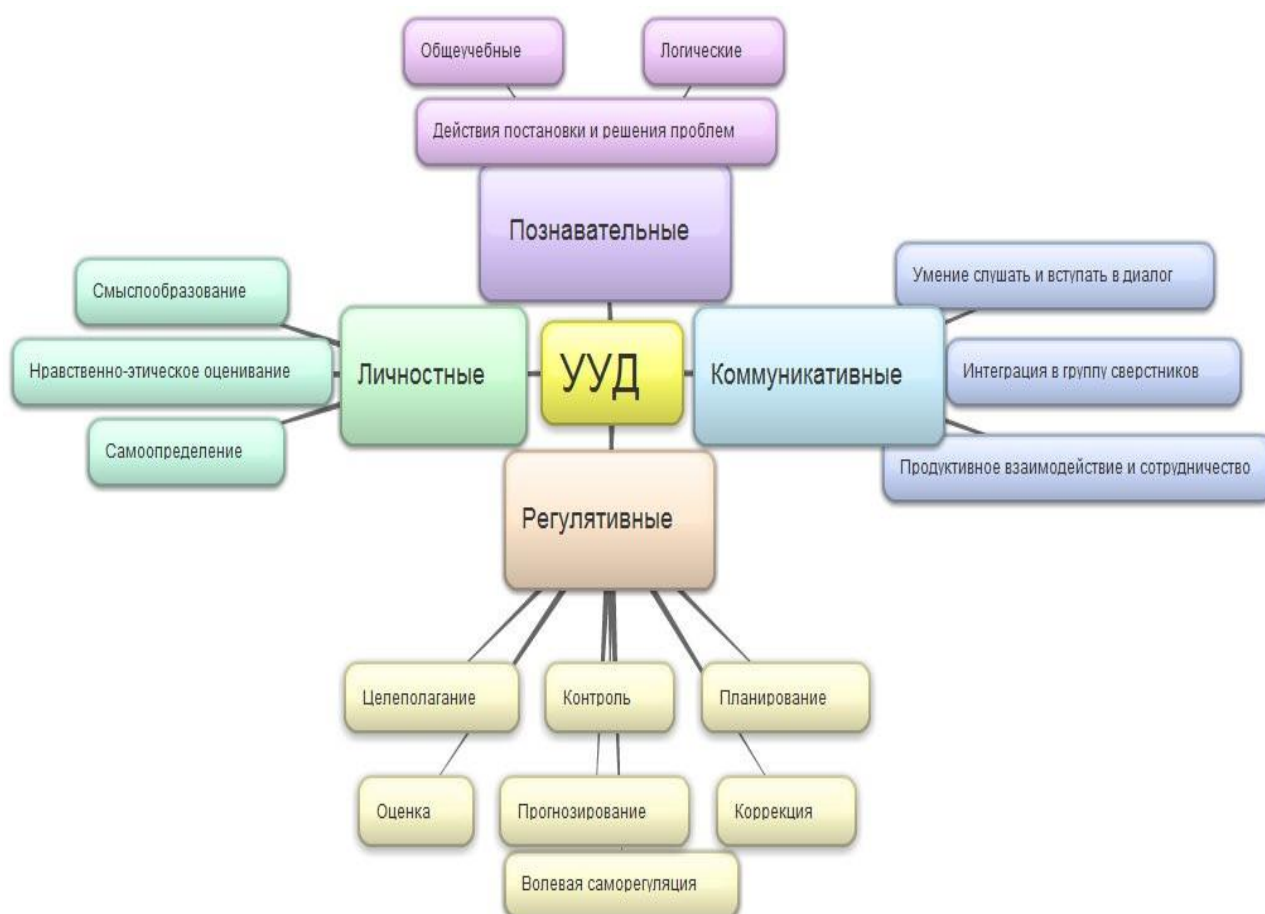 Общеучебные
Логические
Действия постановки и решения проблем
Познавательные
Смыслообразование
Умение слушать и вступать в диалог
Нравственно-этическое оценивание
Личностные
УУД
Коммуникативные
Интеграция в группу сверстников
Самоопределение
Продуктивное взаимодействие и сотрудничество
Регулятивные
Целеполагание
Контроль
Планирование
Оценка
Прогнозирование
Коррекция
Волевая саморегуляция